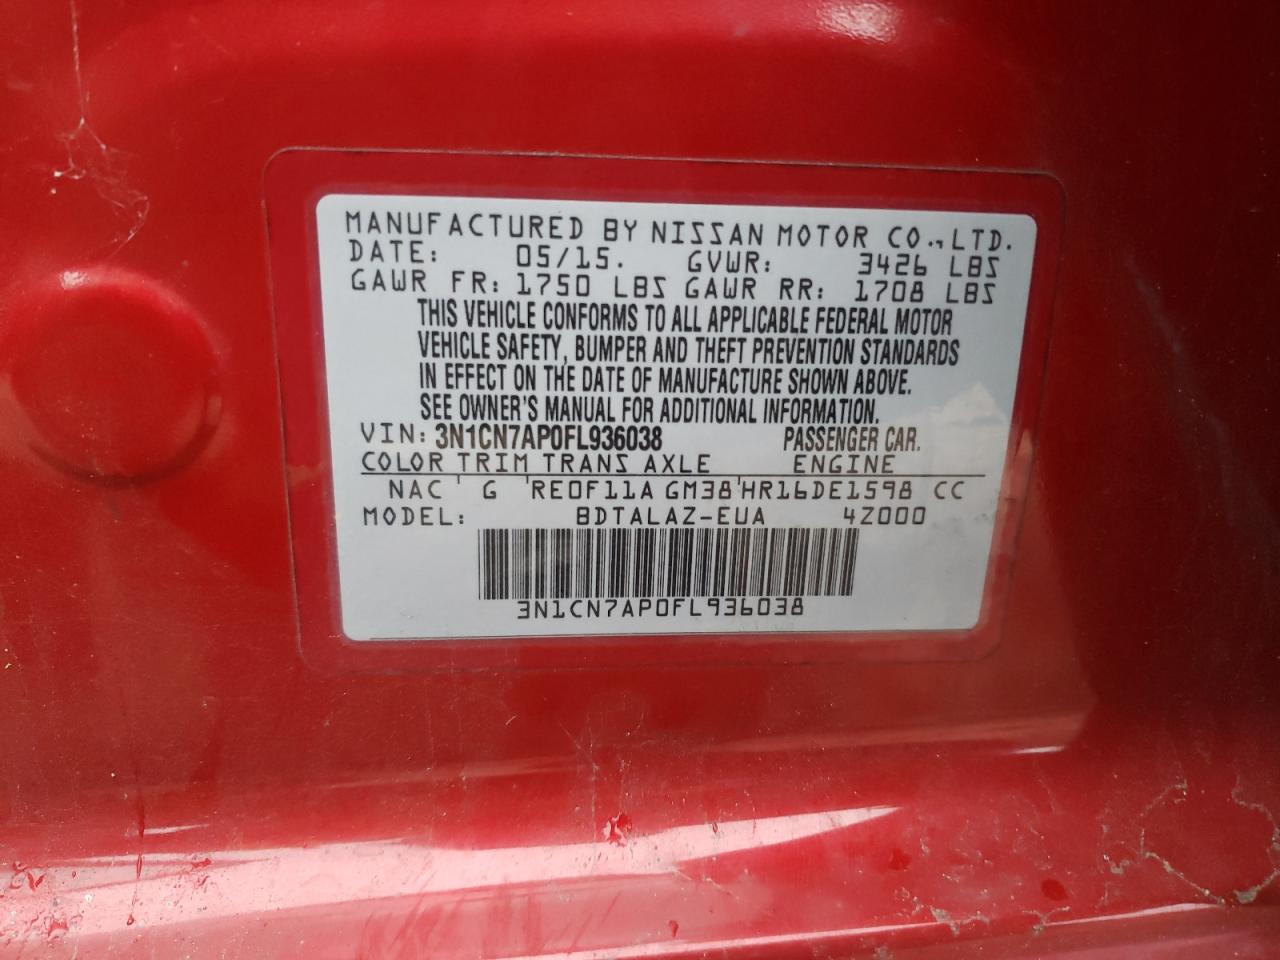 MANUFACTURED BY NISSAN MOTOR CO., LTD.
DATE: 05/15. GVWR: 3426 LBS
GAWR FR: 1750 LBS GAWR RR: 1708 LBS
THIS VEHICLE CONFORMS TO ALL APPLICABLE FEDERAL MOTOR
VEHICLE SAFETY, BUMPER AND THEFT PREVENTION STANDARDS
IN EFFECT ON THE DATE OF MANUFACTURE SHOWN ABOVE.
SEE OWNER'S MANUAL FOR ADDITIONAL INFORMATION.
VIN: 3N1CN7AP0FL936038 PASSENGER CAR.
COLOR TRIM TRANS AXLE ENGINE
NAC ' G 'RE0F11A GM38'HR16DE1598 CC
MODEL: BDTALAZ-EUA 4Z000
3N1CN7AP0FL936038